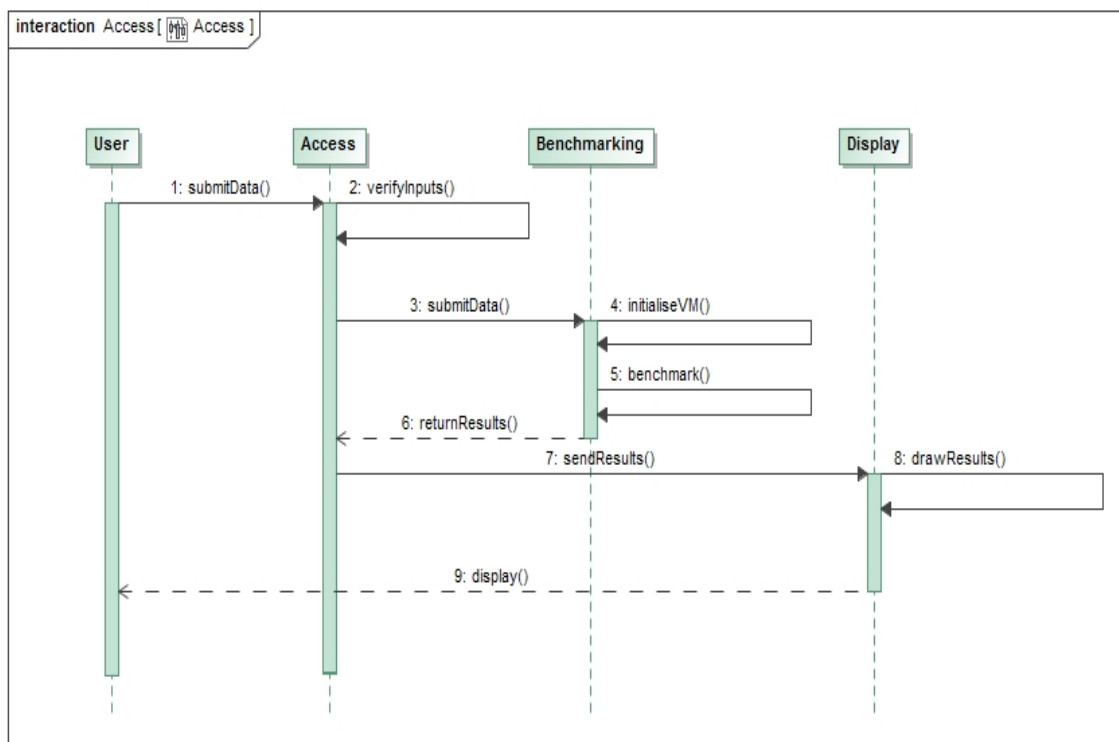 interaction Access[ Access ]
User
Access
Benchmarking
Display
1: submitData()
2: verifyInputs()
3: submitData()
4: initialiseVM()
5: benchmark()
6: returnResults()
7: sendResults()
8: drawResults()
9: display()